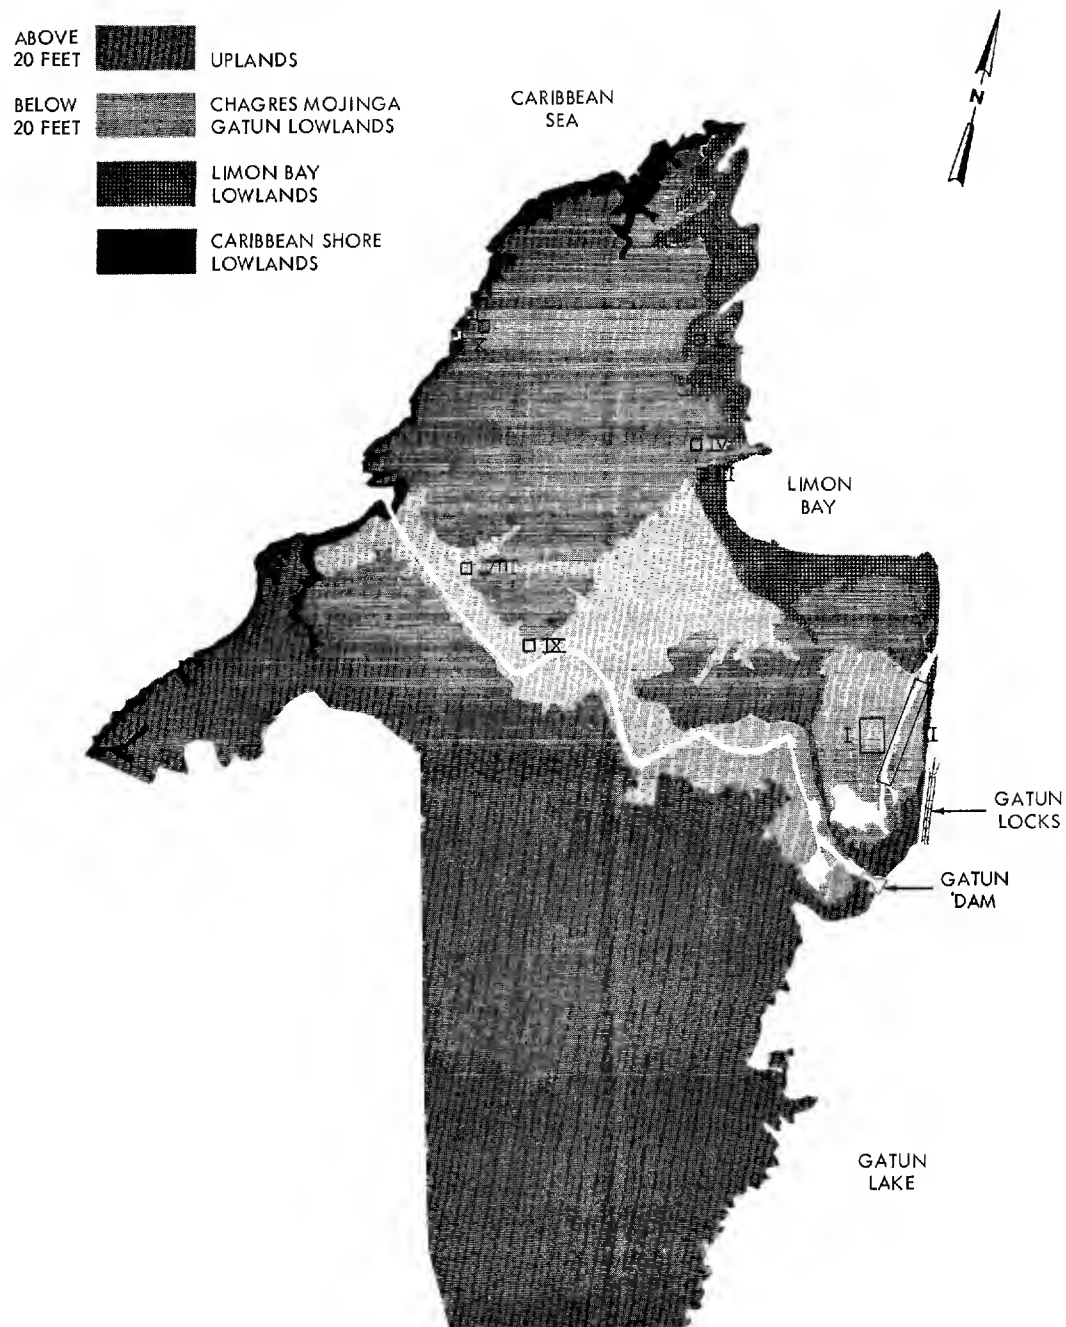 ABOVE
20 FEET
UPLANDS
BELOW
20 FEET
CHAGRES MOJINGA
GATUN LOWLANDS
LIMON BAY
LOWLANDS
CARIBBEAN SHORE
LOWLANDS
CARIBBEAN
SEA
N
X
IV
LIMON
BAY
IX
I
GATUN
LOCKS
GATUN
DAM
GATUN
LAKE